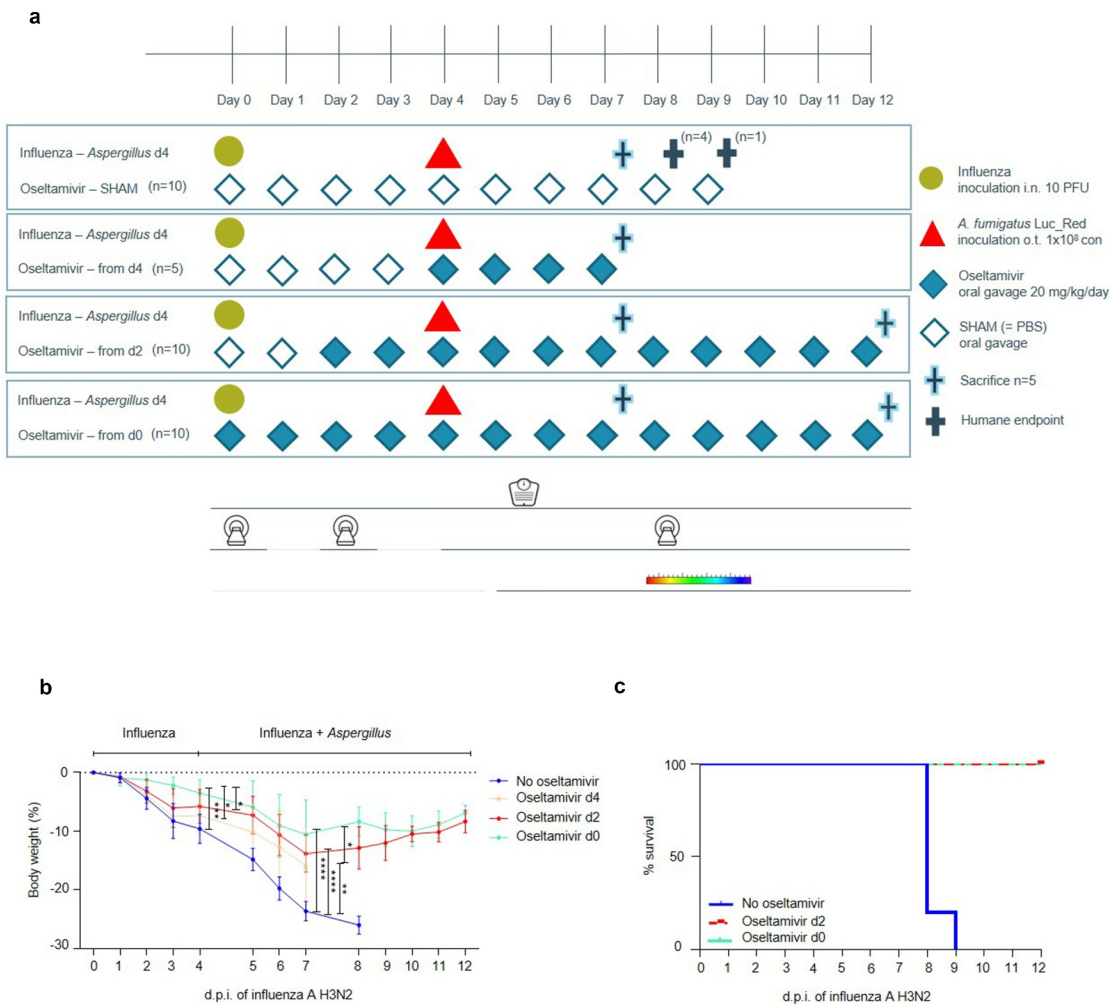 a
Day 0 Day 1 Day 2 Day 3 Day 4 Day 5 Day 6 Day 7 Day 8 Day 9 Day 10 Day 11 Day 12
Influenza – Aspergillus d4
(n=4) (n=1)
Oseltamivir – SHAM (n=10)
Influenza – Aspergillus d4
Oseltamivir – from d4 (n=5)
Influenza – Aspergillus d4
Oseltamivir – from d2 (n=10)
Influenza – Aspergillus d4
Oseltamivir – from d0 (n=10)
Influenza
inoculation i.n. 10 PFU
A. fumigatus Luc_Red
inoculation o.t. 1x10⁸ con
Oseltamivir
oral gavage 20 mg/kg/day
SHAM (= PBS)
oral gavage
Sacrifice n=5
Humane endpoint
b
Influenza Influenza + Aspergillus
0
-10
-20
-30
Body weight (%)
*** * *
**** **** ** *
No oseltamivir
Oseltamivir d4
Oseltamivir d2
Oseltamivir d0
0 1 2 3 4 5 6 7 8 9 10 11 12
d.p.i. of influenza A H3N2
c
100
50
0
% survival
No oseltamivir
Oseltamivir d2
Oseltamivir d0
0 1 2 3 4 5 6 7 8 9 10 11 12
d.p.i. of influenza A H3N2